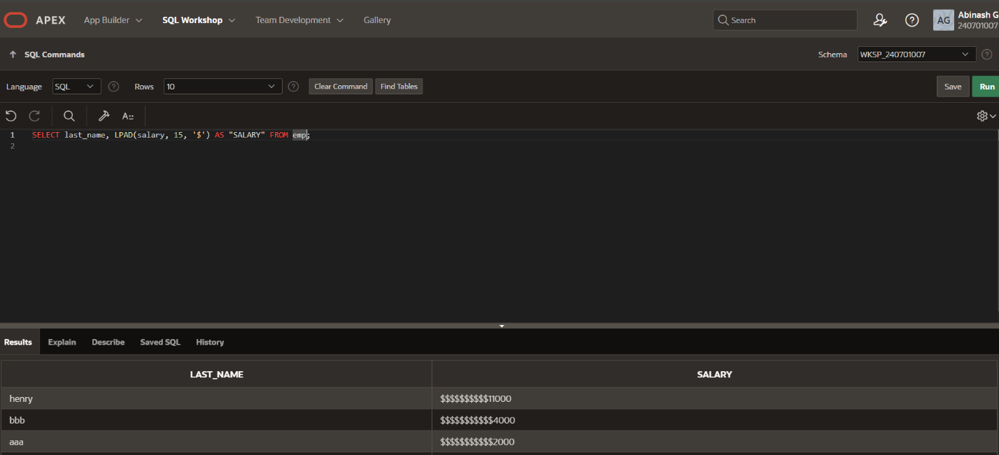 APEX App Builder SQL Workshop Team Development Gallery Search AG Abinash G
240701007
SQL Commands Schema WKSP_240701007
Language SQL Rows 10 Clear Command Find Tables Save Run
A::
1 SELECT last_name, LPAD(salary, 15, '$') AS "SALARY" FROM emp;
2
Results Explain Describe Saved SQL History
LAST_NAME SALARY
henry $$$$$$$$$$11000
bbb $$$$$$$$$$$4000
aaa $$$$$$$$$$$2000